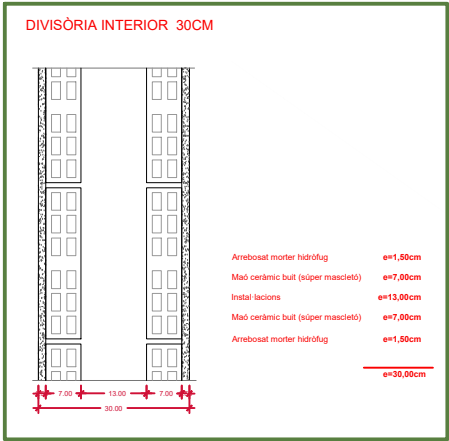 DIVISÒRIA INTERIOR 30CM
Arrebosat morter hidròfug e=1,50cm
Maó ceràmic buit (súper mascletó) e=7,00cm
Instal·lacions e=13,00cm
Maó ceràmic buit (súper mascletó) e=7,00cm
Arrebosat morter hidròfug e=1,50cm
e=30,00cm
7.00 13.00 7.00
30.00